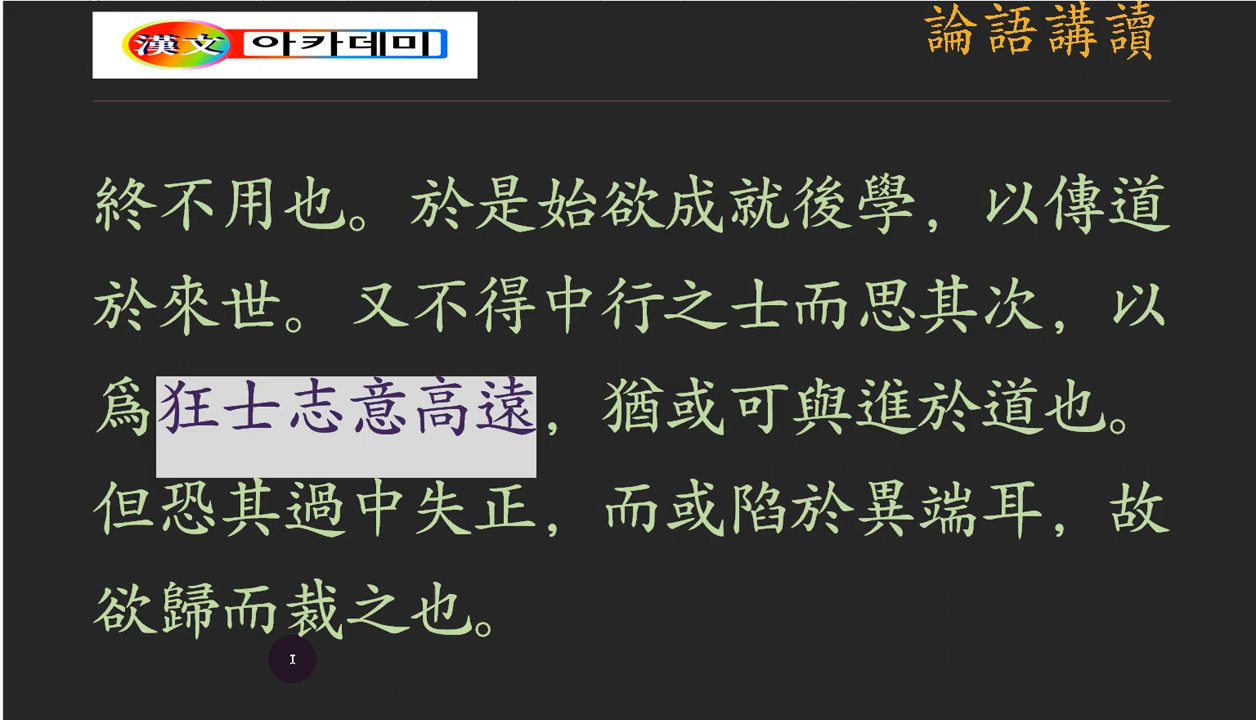 漢文 아카데미
論語講讀
終不用也。於是始欲成就後學，以傳道
於來世。又不得中行之士而思其次，以
爲狂士志意高遠，猶或可與進於道也。
但恐其過中失正，而或陷於異端耳，故
欲歸而裁之也。